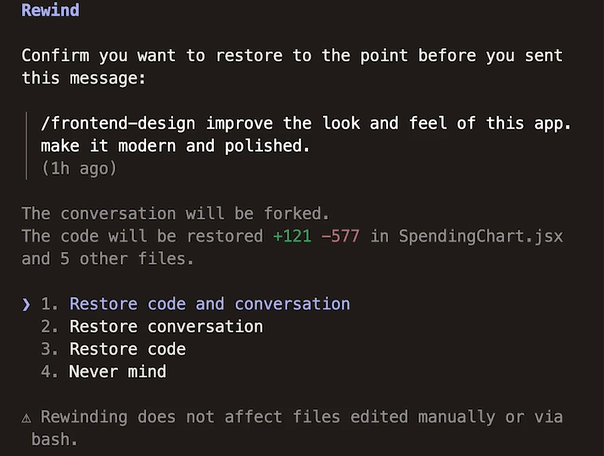 Rewind
Confirm you want to restore to the point before you sent
this message:
/frontend-design improve the look and feel of this app.
make it modern and polished.
(1h ago)
The conversation will be forked.
The code will be restored +121 -577 in SpendingChart.jsx
and 5 other files.
❯ 1. Restore code and conversation
2. Restore conversation
3. Restore code
4. Never mind
⚠ Rewinding does not affect files edited manually or via
bash.